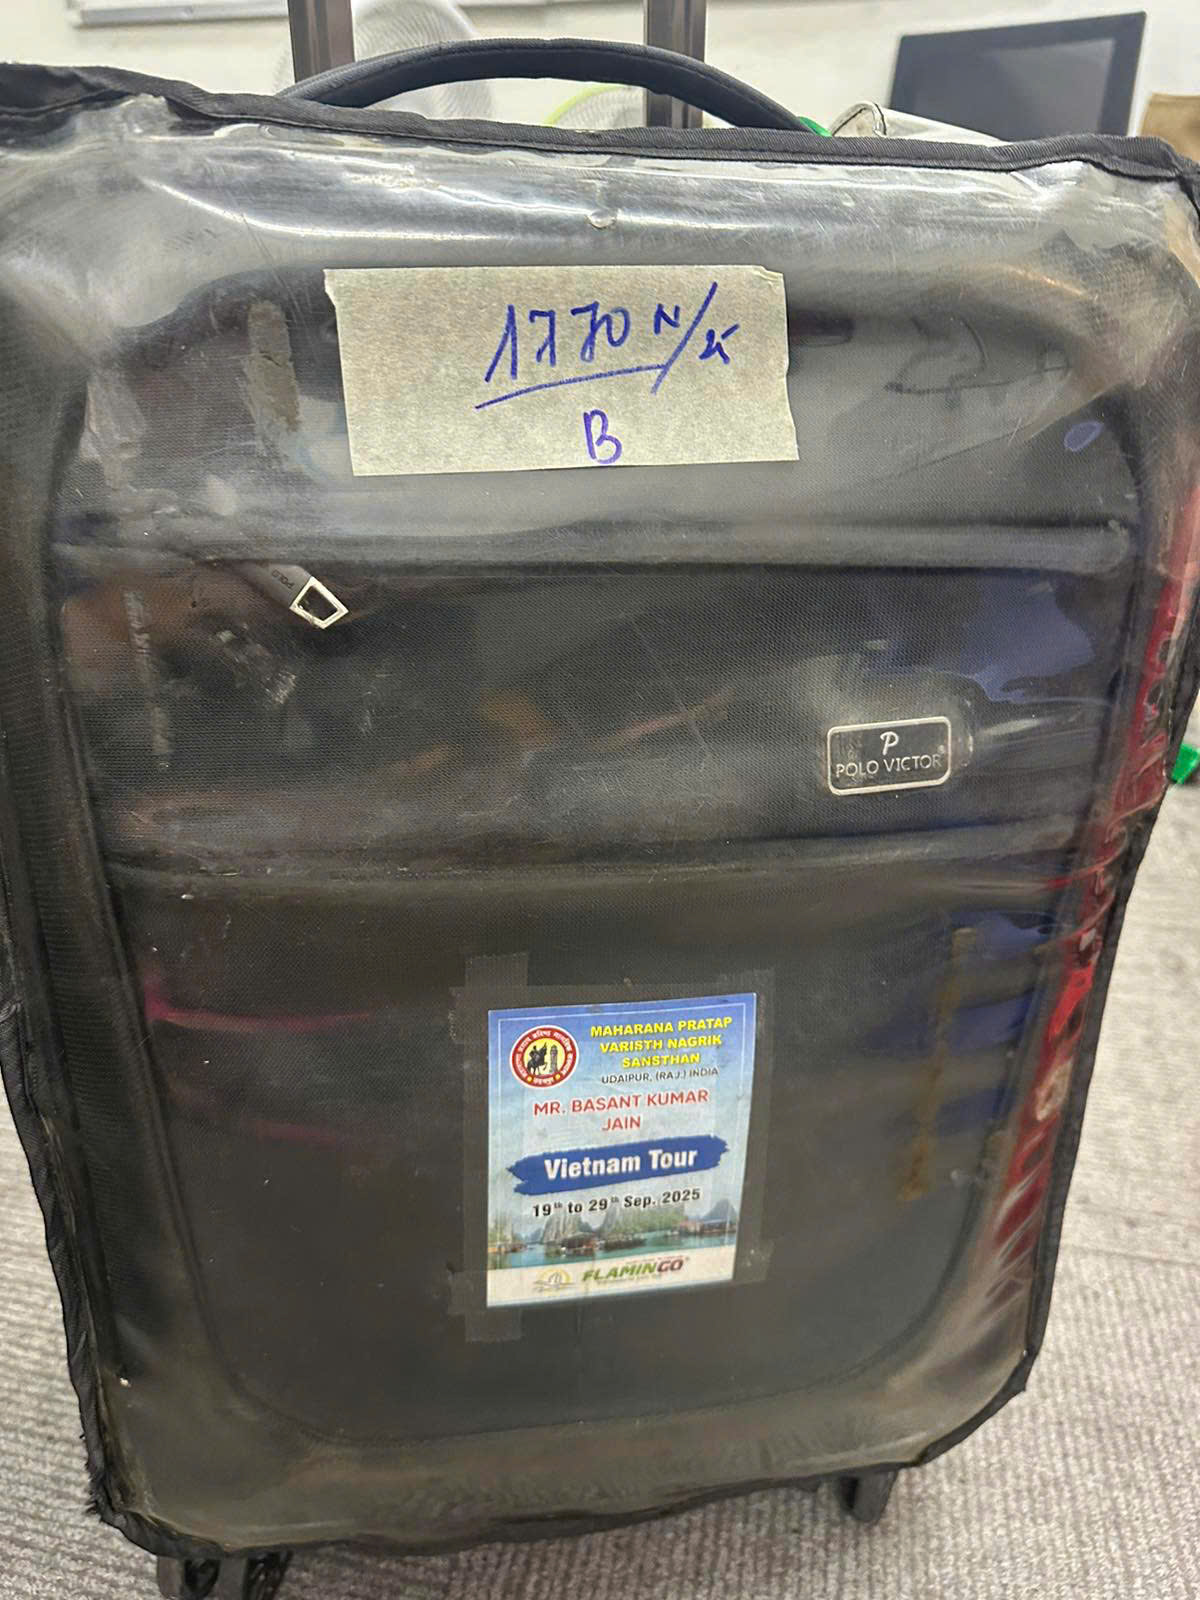 1770 N/25
B
POLO
P
POLO VICTOR
MAHARANA PRATAP
VARISTH NAGRIK
SANSTHAN
UDAIPUR, (RAJ.) INDIA
MR. BASANT KUMAR
JAIN
Vietnam Tour
19th to 29th Sep. 2025
FLAMINGO